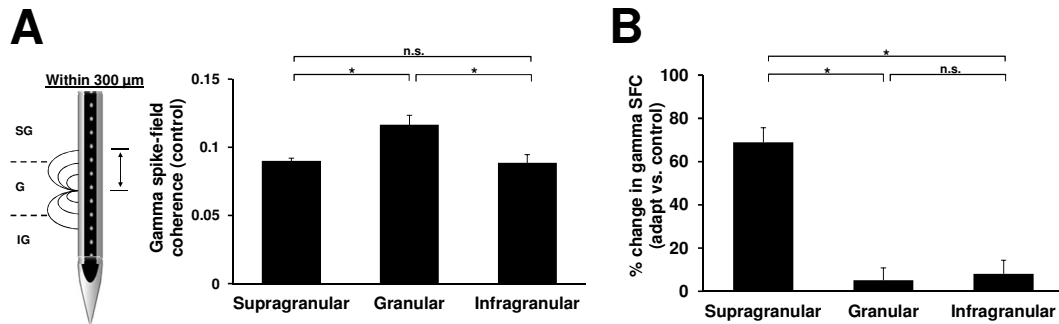 A
Within 300 µm
SG
G
IG
Gamma spike-field
coherence (control)
0.15
0.1
0.05
0
n.s.
*
*
Supragranular
Granular
Infragranular
B
% change in gamma SFC
(adapt vs. control)
100
80
60
40
20
0
*
*
n.s.
Supragranular
Granular
Infragranular